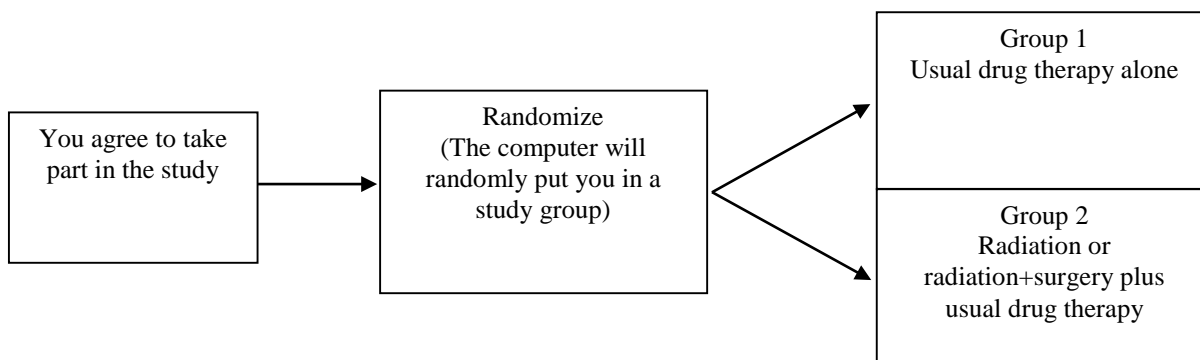 You agree to take
part in the study
Randomize
(The computer will
randomly put you in a
study group)
Group 1
Usual drug therapy alone
Group 2
Radiation or
radiation+surgery plus
usual drug therapy